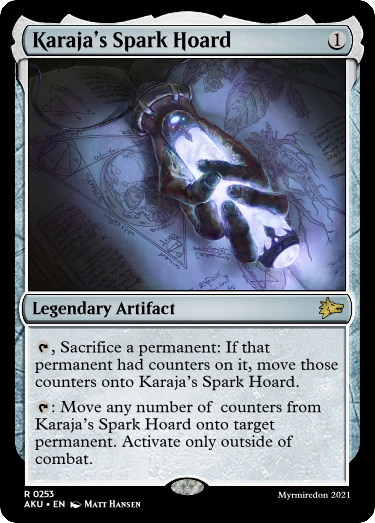 Karaja's Spark Hoard 1
Legendary Artifact
, Sacrifice a permanent: If that
permanent had counters on it, move those
counters onto Karaja's Spark Hoard.
: Move any number of counters from
Karaja's Spark Hoard onto target
permanent. Activate only outside of
combat.
R 0253
AKU • EN Matt Hansen
Myrmiredon 2021